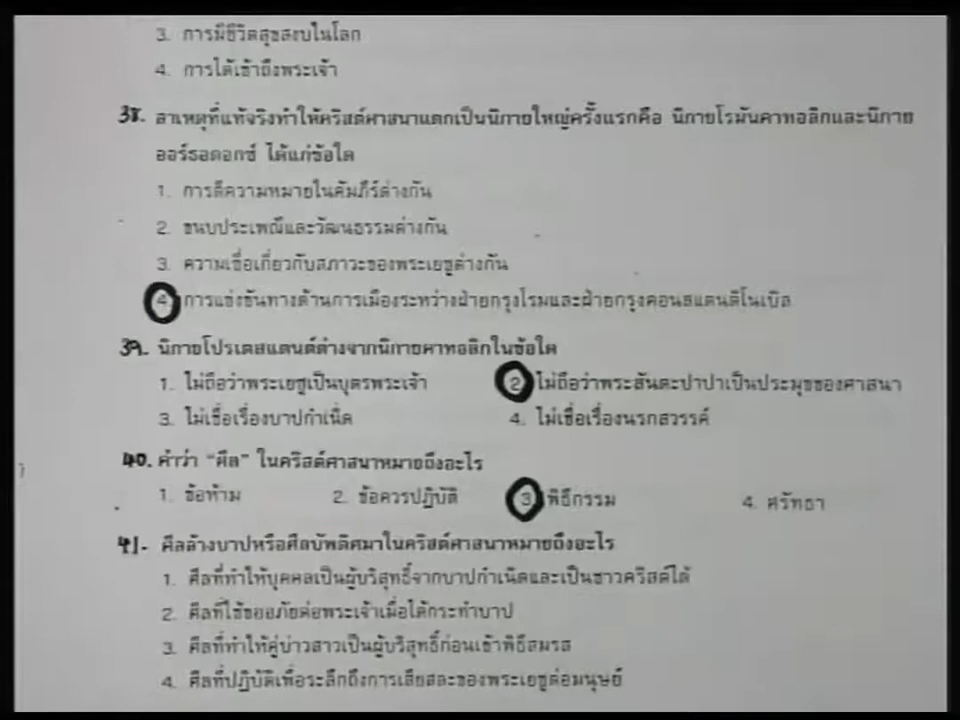 3. การมีชีวิตสุขสงบในโลก
4. การได้เข้าถึงพระเจ้า
38. สาเหตุที่แท้จริงทำให้คริสต์ศาสนาแตกเป็นนิกายใหญ่ครั้งแรกคือ นิกายโรมันคาทอลิกและนิกาย
ออร์ธอดอกซ์ ได้แก่ข้อใด
1. การตีความหมายในคัมภีร์ต่างกัน
2. ขนบประเพณีและวัฒนธรรมต่างกัน
3. ความเชื่อเกี่ยวกับสภาวะของพระเยซูต่างกัน
4. การแข่งขันทางด้านการเมืองระหว่างฝ่ายกรุงโรมและฝ่ายกรุงคอนสแตนติโนเปิล
39. นิกายโปรเตสแตนต์ต่างจากนิกายคาทอลิกในข้อใด
1. ไม่ถือว่าพระเยซูเป็นบุตรพระเจ้า 2. ไม่ถือว่าพระสันตะปาปาเป็นประมุขของศาสนา
3. ไม่เชื่อเรื่องบาปกำเนิด 4. ไม่เชื่อเรื่องนรกสวรรค์
40. คำว่า "ศีล" ในคริสต์ศาสนาหมายถึงอะไร
1. ข้อห้าม 2. ข้อควรปฏิบัติ 3. พิธีกรรม 4. ศรัทธา
41. ศีลล้างบาปหรือศีลบัพติศมาในคริสต์ศาสนาหมายถึงอะไร
1. ศีลที่ทำให้บุคคลเป็นผู้บริสุทธิ์จากบาปกำเนิดและเป็นชาวคริสต์ได้
2. ศีลที่ใช้ขออภัยต่อพระเจ้าเมื่อได้กระทำบาป
3. ศีลที่ทำให้คู่บ่าวสาวเป็นผู้บริสุทธิ์ก่อนเข้าพิธีสมรส
4. ศีลที่ปฏิบัติเพื่อระลึกถึงการเสียสละของพระเยซูต่อมนุษย์